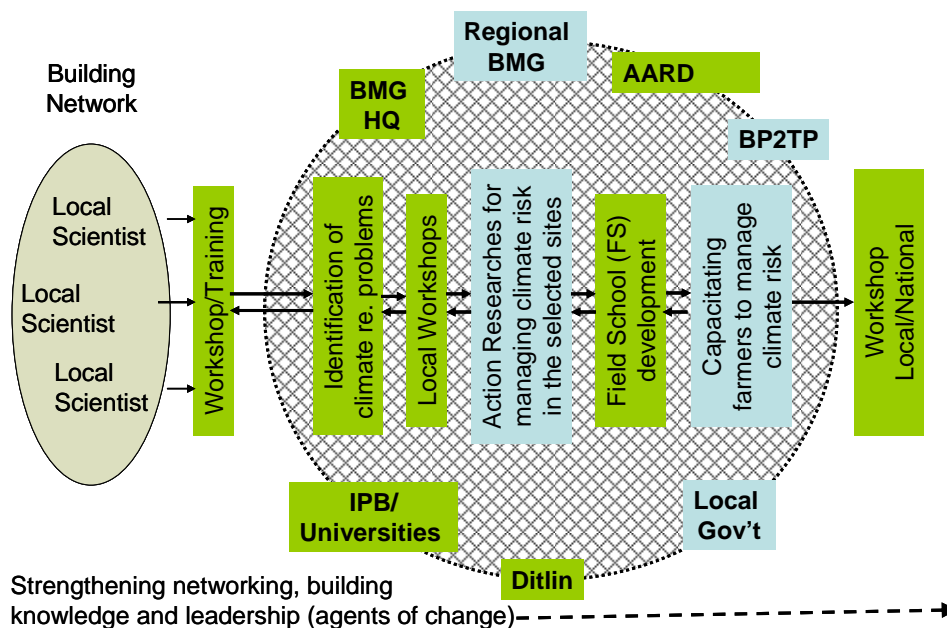 Building
Network
Regional
BMG
AARD
BMG
HQ
BP2TP
Local
Scientist
Local
Scientist
Local
Scientist
Workshop/Training
Identification of
climate re. problems
Local Workshops
Action Researches for
managing climate risk
in the selected sites
Field School (FS)
development
Capacitating
farmers to manage
climate risk
Workshop
Local/National
IPB/
Universities
Local
Gov't
Ditlin
Strengthening networking, building
knowledge and leadership (agents of change)